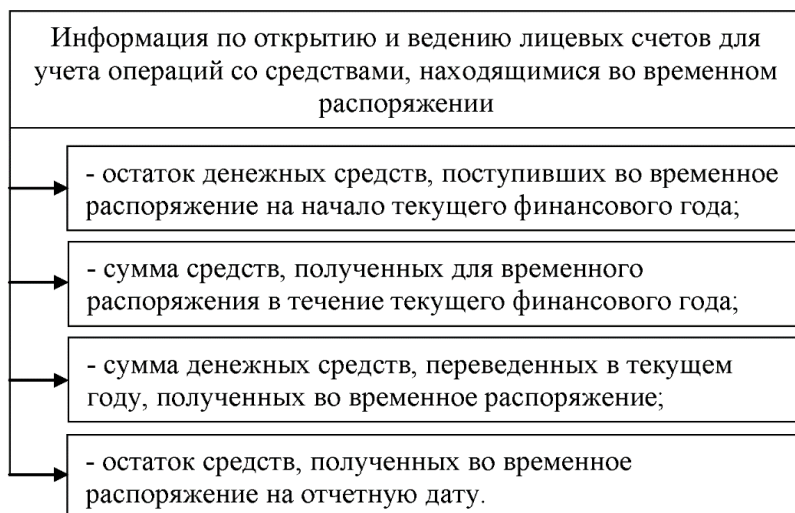 Информация по открытию и ведению лицевых счетов для
учета операций со средствами, находящимися во временном
распоряжении
- остаток денежных средств, поступивших во временное
распоряжение на начало текущего финансового года;
- сумма средств, полученных для временного
распоряжения в течение текущего финансового года;
- сумма денежных средств, переведенных в текущем
году, полученных во временное распоряжение;
- остаток средств, полученных во временное
распоряжение на отчетную дату.